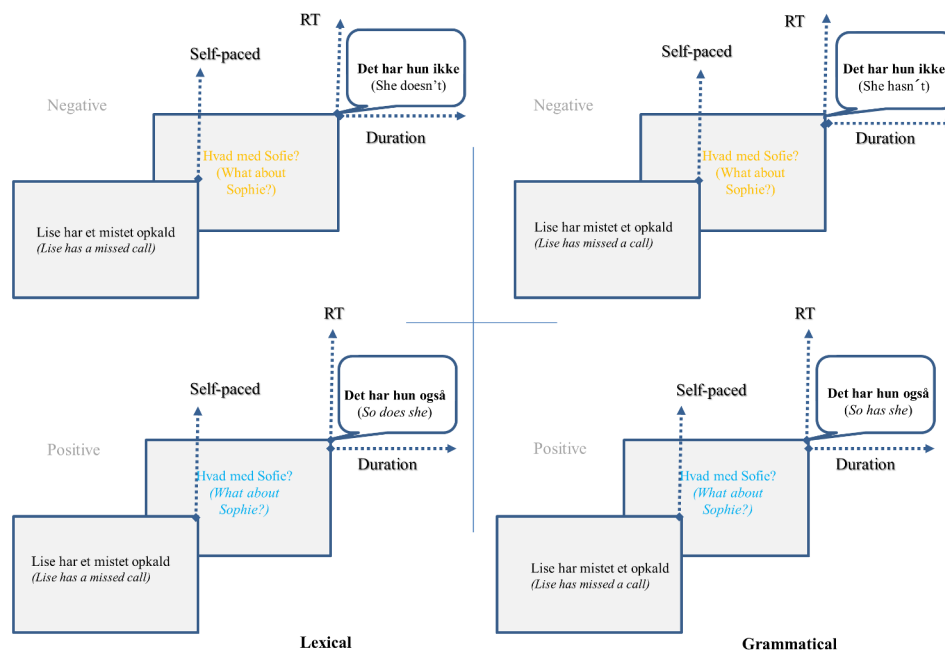 RT
Self-paced
Det har hun ikke
(She doesn't)
Negative
Duration
Hvad med Sofie?
(What about
Sophie?)
Lise har et mistet opkald
(Lise has a missed call)
RT
Self-paced
Det har hun ikke
(She hasn´t)
Negative
Duration
Hvad med Sofie?
(What about
Sophie?)
Lise har mistet et opkald
(Lise has missed a call)
RT
Self-paced
Det har hun også
(So does she)
Positive
Duration
Hvad med Sofie?
(What about
Sophie?)
Lise har et mistet opkald
(Lise has a missed call)
Lexical
RT
Self-paced
Det har hun også
(So has she)
Positive
Duration
Hvad med Sofie?
(What about
Sophie?)
Lise har mistet et opkald
(Lise has missed a call)
Grammatical